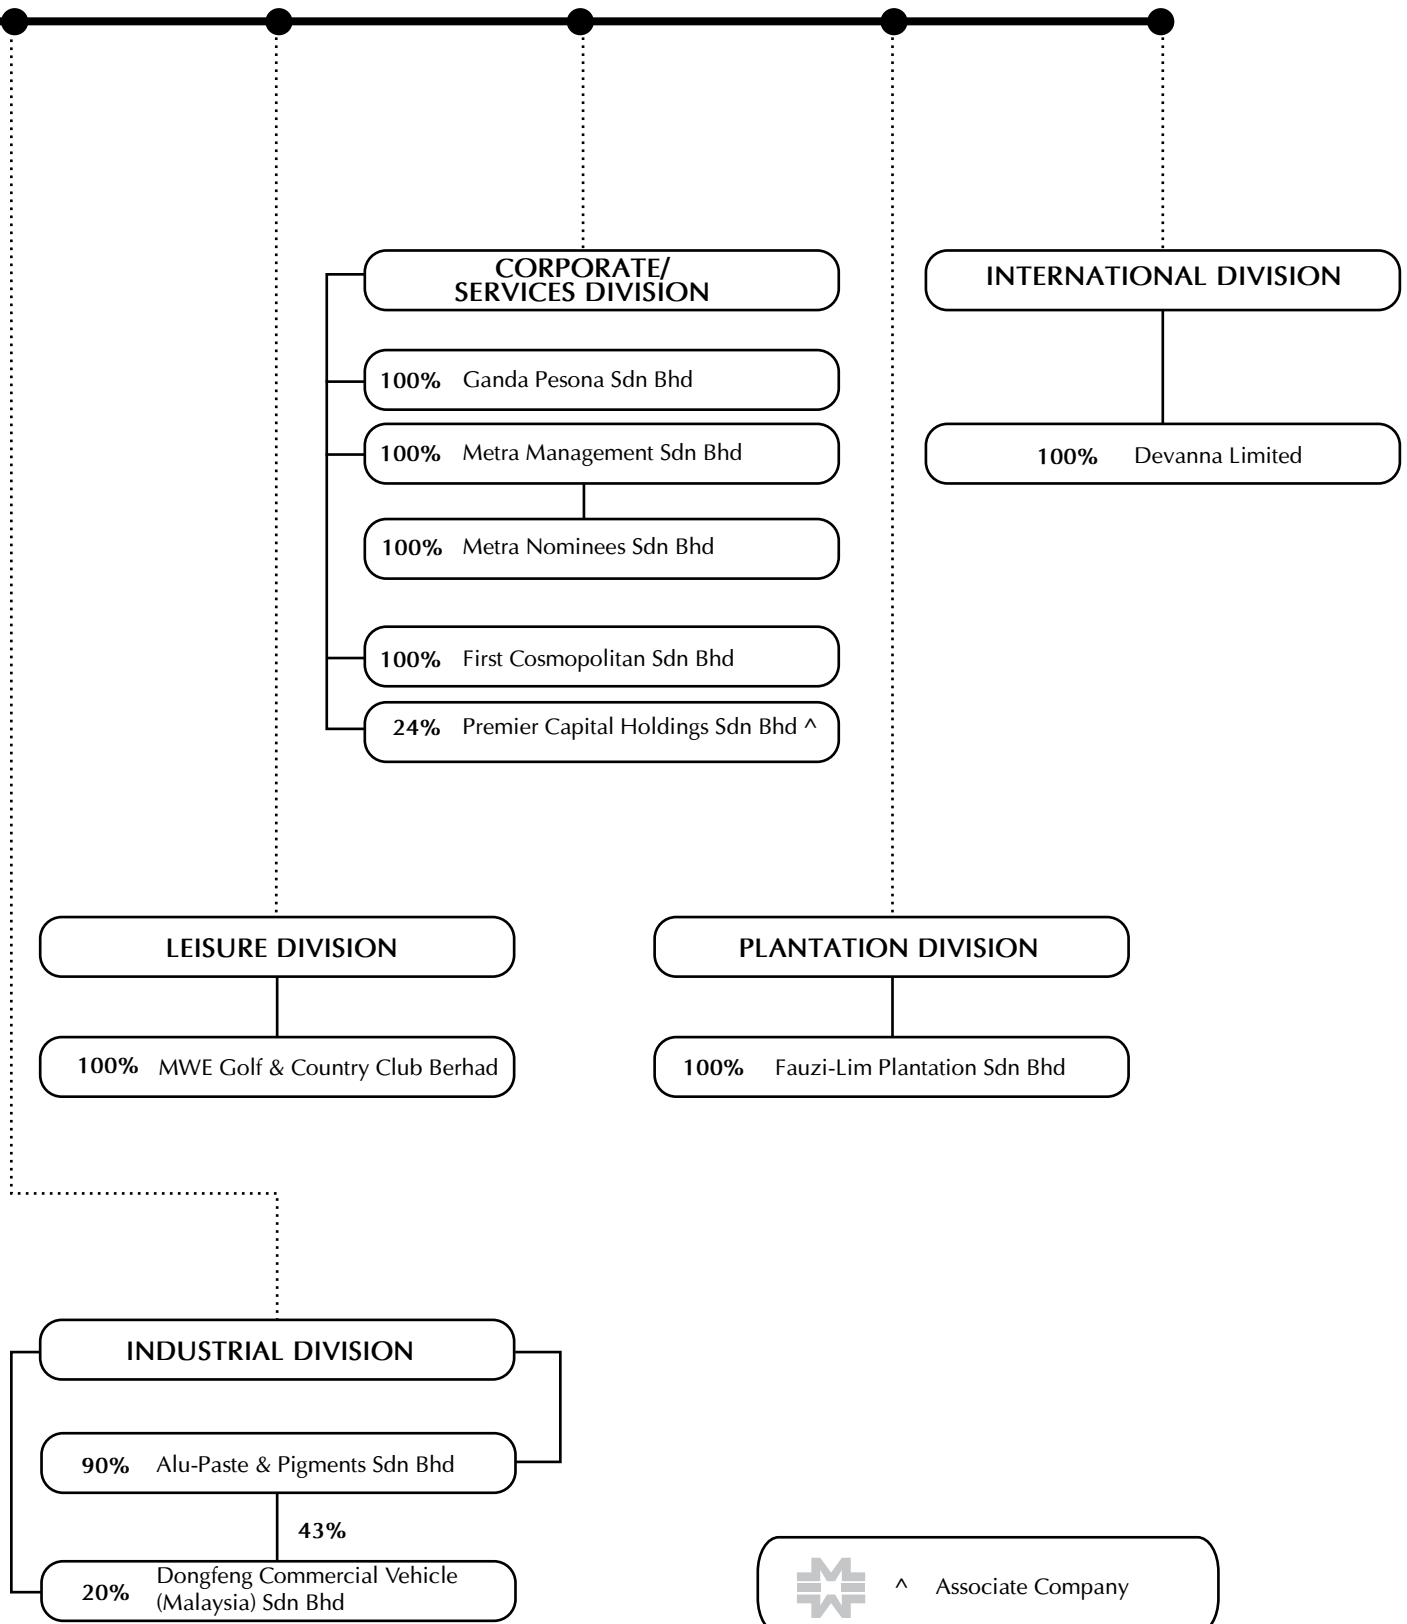 CORPORATE/
SERVICES DIVISION
INTERNATIONAL DIVISION
100% Ganda Pesona Sdn Bhd
100% Metra Management Sdn Bhd
100% Devanna Limited
100% Metra Nominees Sdn Bhd
100% First Cosmopolitan Sdn Bhd
24% Premier Capital Holdings Sdn Bhd ^
LEISURE DIVISION
PLANTATION DIVISION
100% MWE Golf & Country Club Berhad
100% Fauzi-Lim Plantation Sdn Bhd
INDUSTRIAL DIVISION
90% Alu-Paste & Pigments Sdn Bhd
43%
20% Dongfeng Commercial Vehicle
(Malaysia) Sdn Bhd
^ Associate Company